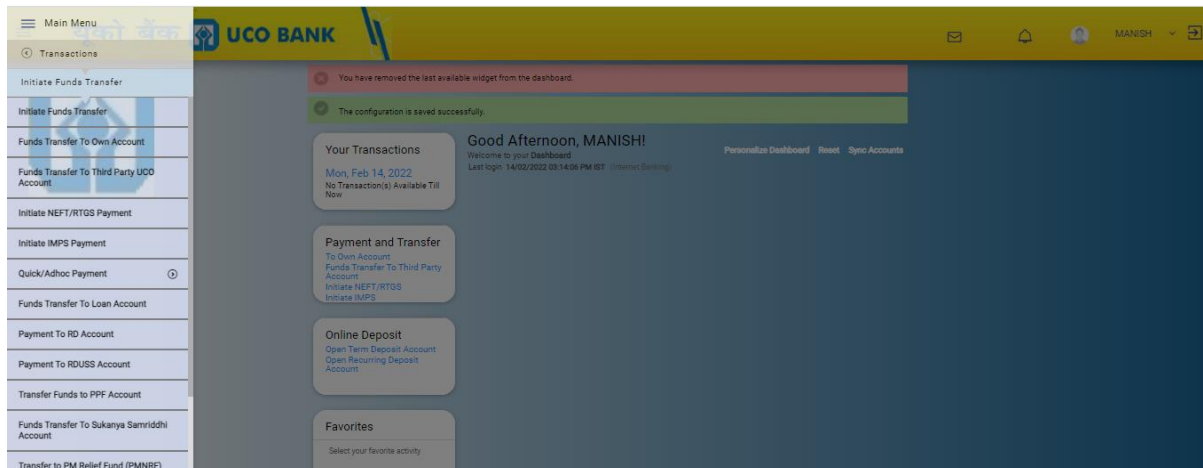 Main Menu
यूको बैंक
UCO BANK
MANISH
Transactions
Initiate Funds Transfer
Initiate Funds Transfer
Funds Transfer To Own Account
Funds Transfer To Third Party UCO
Account
Initiate NEFT/RTGS Payment
Initiate IMPS Payment
Quick/Adhoc Payment
Funds Transfer To Loan Account
Payment To RD Account
Payment To RDUSS Account
Transfer Funds to PPF Account
Funds Transfer To Sukanya Samriddhi
Account
Transfer to PM Relief Fund (PMNRF)
You have removed the last available widget from the dashboard.
The configuration is saved successfully.
Your Transactions
Mon, Feb 14, 2022
No Transaction(s) Available Till
Now
Good Afternoon, MANISH!
Welcome to your Dashboard
Last login 14/02/2022 03:14:06 PM IST (Internet Banking)
Personalize Dashboard Reset Sync Accounts
Payment and Transfer
To Own Account
Funds Transfer To Third Party
Account
Initiate NEFT/RTGS
Initiate IMPS
Online Deposit
Open Term Deposit Account
Open Recurring Deposit
Account
Favorites
Select your favorite activity